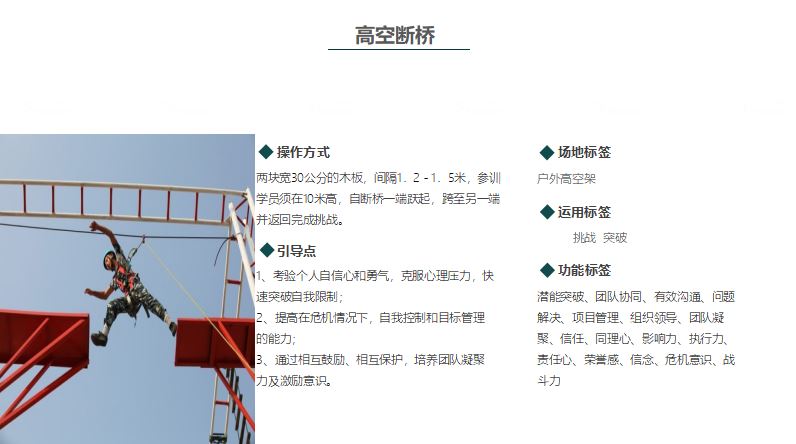 高空断桥
操作方式
两块宽30公分的木板，间隔1．2-1．5米，参训
学员须在10米高，自断桥一端跃起，跨至另一端
并返回完成挑战。
引导点
1、考验个人自信心和勇气，克服心理压力，快
速突破自我限制；
2、提高在危机情况下，自我控制和目标管理
的能力；
3、通过相互鼓励、相互保护，培养团队凝聚
力及激励意识。
场地标签
户外高空架
运用标签
挑战 突破
功能标签
潜能突破、团队协同、有效沟通、问题
解决、项目管理、组织领导、团队凝
聚、信任、同理心、影响力、执行力、
责任心、荣誉感、信念、危机意识、战
斗力